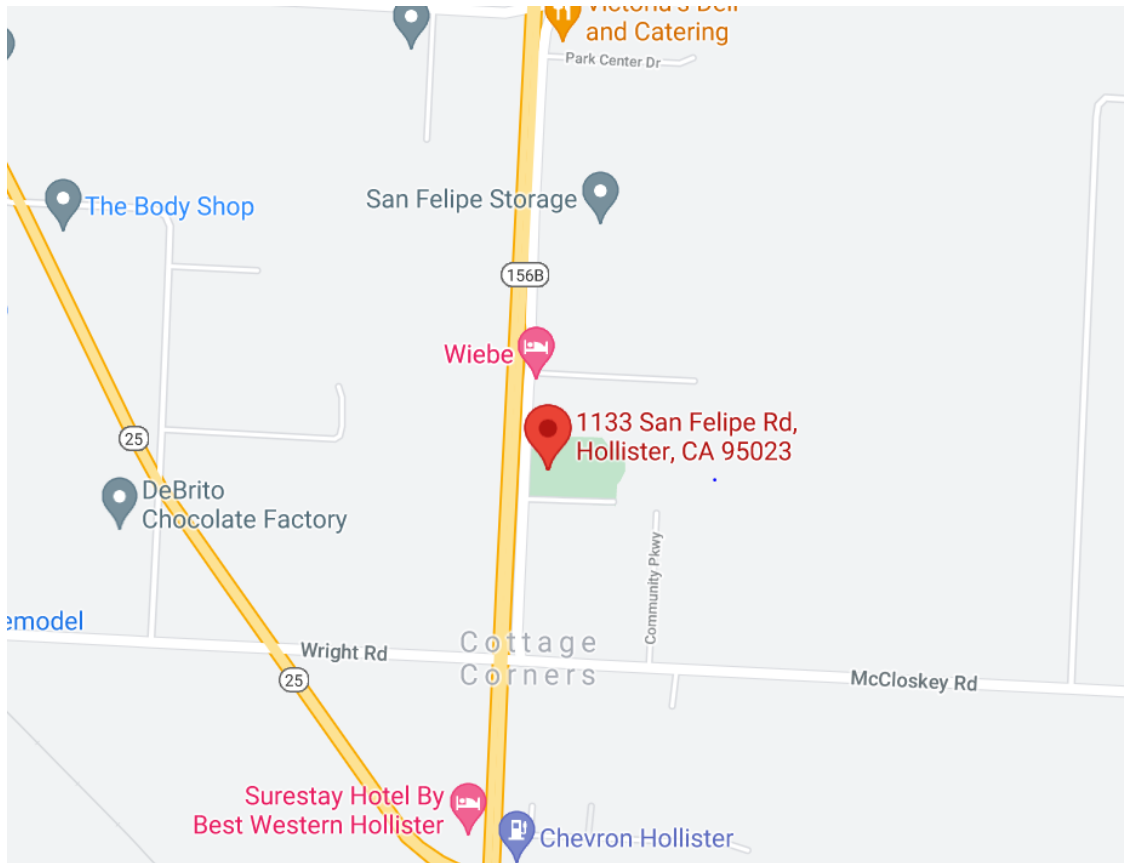 Victoria's Deli
and Catering
Park Center Dr
The Body Shop
San Felipe Storage
156B
Wiebe
1133 San Felipe Rd,
Hollister, CA 95023
25
DeBrito
Chocolate Factory
Community Pkwy
emodel
Wright Rd
Cottage
Corners
25
McCloskey Rd
Surestay Hotel By
Best Western Hollister
Chevron Hollister